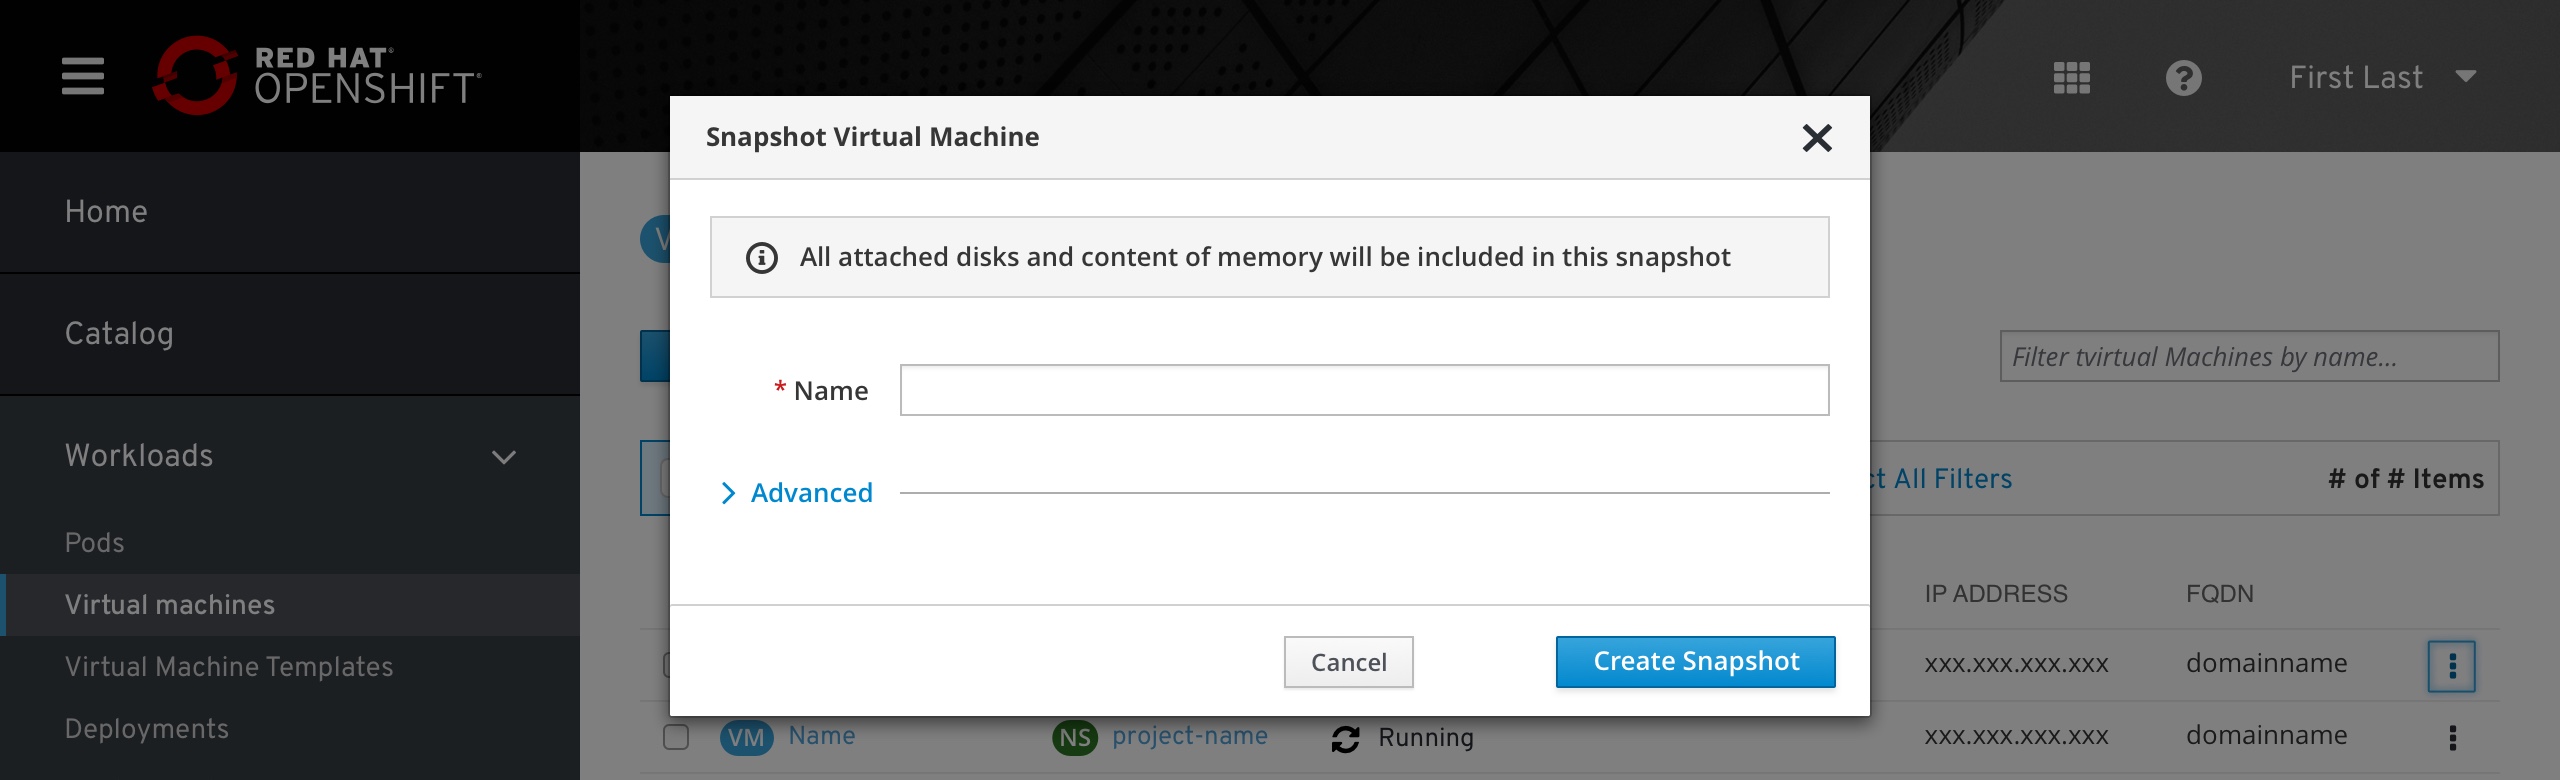 RED HAT®
OPENSHIFT®
First Last
Home
Catalog
Workloads
Pods
Virtual machines
Virtual Machine Templates
Deployments
Snapshot Virtual Machine
All attached disks and content of memory will be included in this snapshot
* Name
Advanced
Cancel
Create Snapshot
Filter tvirtual Machines by name...
All Filters
# of # Items
IP ADDRESS FQDN
xxx.xxx.xxx.xxx domainname
VM Name NS project-name Running xxx.xxx.xxx.xxx domainname